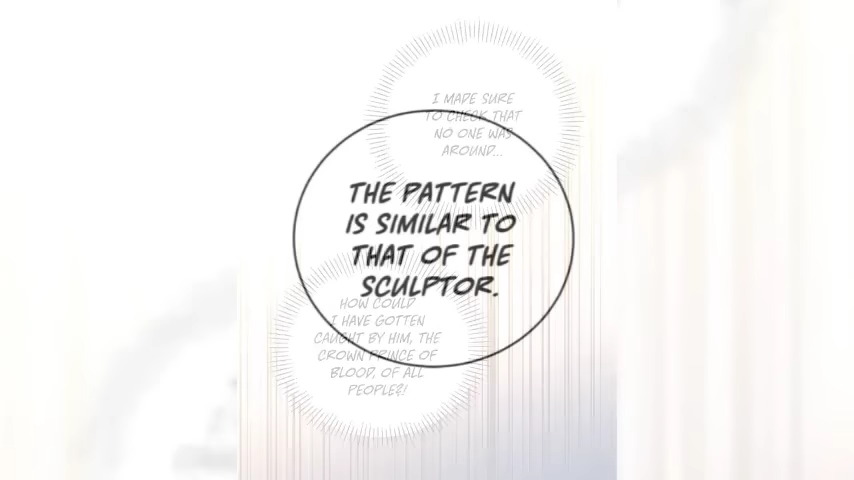 I MADE SURE
TO CHECK THAT
NO ONE WAS
AROUND...
THE PATTERN
IS SIMILAR TO
THAT OF THE
SCULPTOR.
HOW COULD
I HAVE GOTTEN
CAUGHT BY HIM, THE
CROWN PRINCE OF
BLOOD, OF ALL
PEOPLE?!